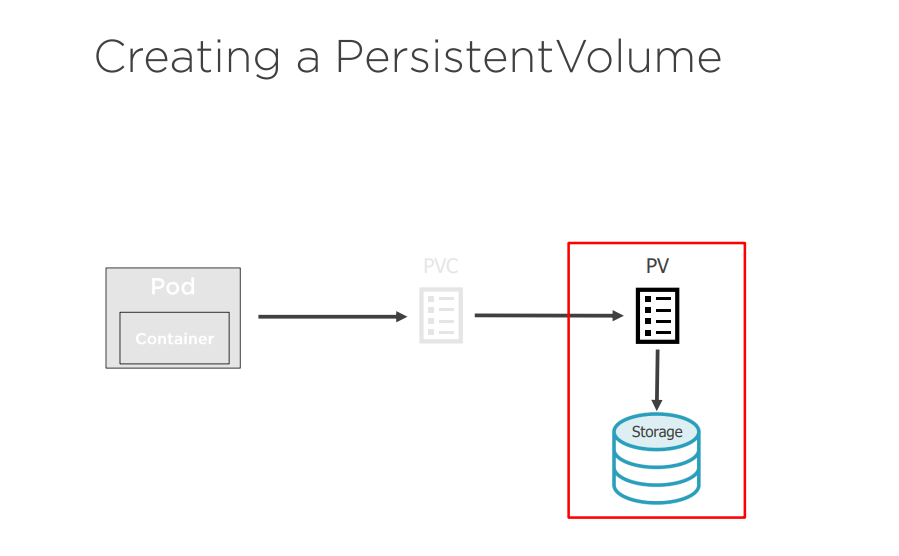 Creating a PersistentVolume
Pod
Container
PVC
PV
Storage